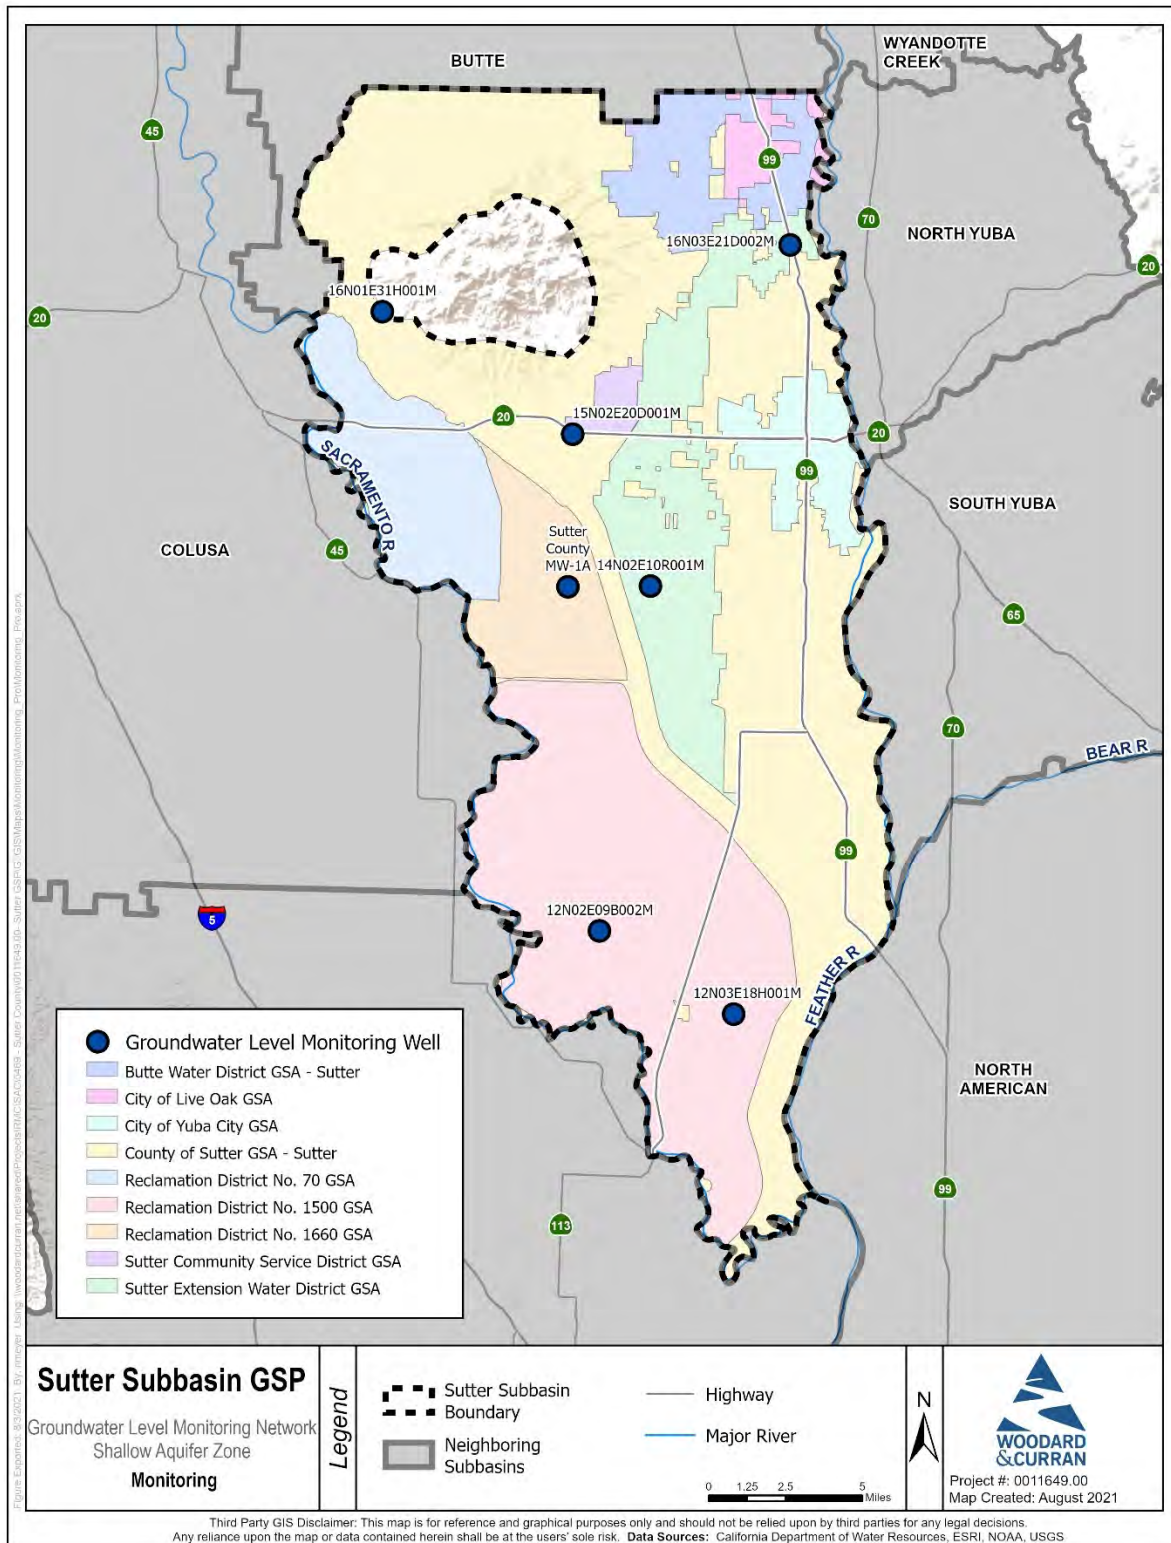 BUTTE
WYANDOTTE
CREEK
45
99
70
NORTH YUBA
16N03E21D002M
20
16N01E31H001M
20
15N02E20D001M
20
20
SACRAMENTO R
99
SOUTH YUBA
COLUSA
45
Sutter
County
MW-1A
14N02E10R001M
65
70
BEAR R
99
5
12N02E09B002M
12N03E18H001M
FEATHER R
NORTH
AMERICAN
99
113
Groundwater Level Monitoring Well
Butte Water District GSA - Sutter
City of Live Oak GSA
City of Yuba City GSA
County of Sutter GSA - Sutter
Reclamation District No. 70 GSA
Reclamation District No. 1500 GSA
Reclamation District No. 1660 GSA
Sutter Community Service District GSA
Sutter Extension Water District GSA
Sutter Subbasin GSP
Groundwater Level Monitoring Network
Shallow Aquifer Zone
Monitoring
Legend
Sutter Subbasin
Boundary
Neighboring
Subbasins
Highway
Major River
0 1.25 2.5 5
Miles
N
WOODARD
&CURRAN
Project #: 0011649.00
Map Created: August 2021
Third Party GIS Disclaimer: This map is for reference and graphical purposes only and should not be relied upon by third parties for any legal decisions.
Any reliance upon the map or data contained herein shall be at the users' sole risk. Data Sources: California Department of Water Resources, ESRI, NOAA, USGS
Figure Exported: 8/3/2021 By: